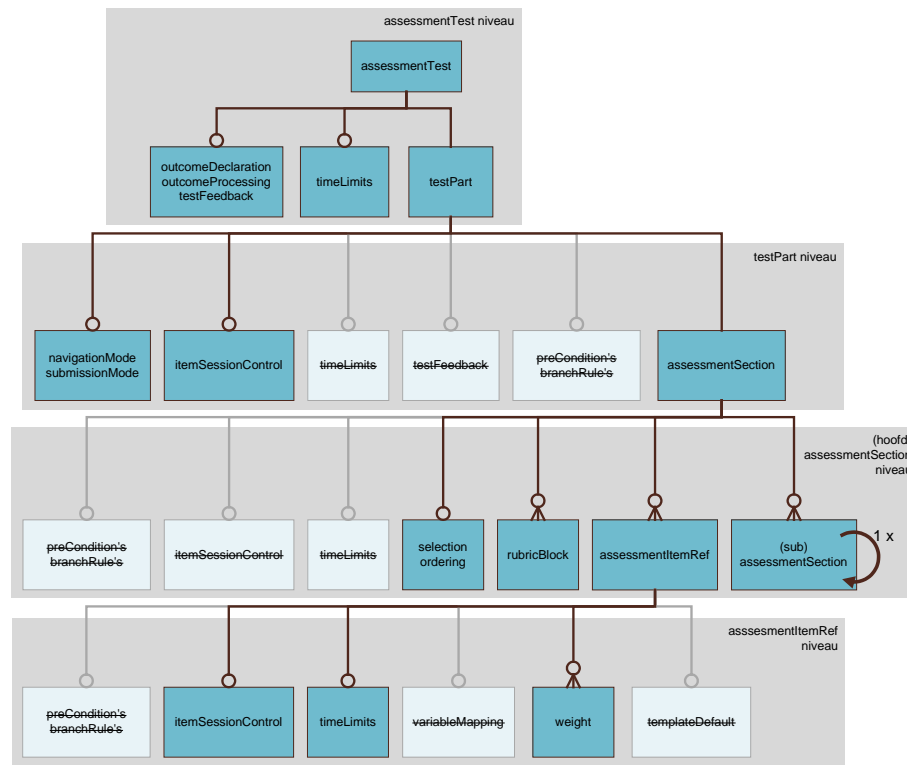 assessmentTest niveau
assessmentTest
outcomeDeclaration
outcomeProcessing
testFeedback
timeLimits
testPart
testPart niveau
navigationMode
submissionMode
itemSessionControl
timeLimits
testFeedback
preCondition's
branchRule's
assessmentSection
(hoofd
assessmentSection
niveau
preCondition's
branchRule's
itemSessionControl
timeLimits
selection
ordering
rubricBlock
assessmentItemRef
(sub)
assessmentSection
1 x
asssesmentItemRef
niveau
preCondition's
branchRule's
itemSessionControl
timeLimits
variableMapping
weight
templateDefault